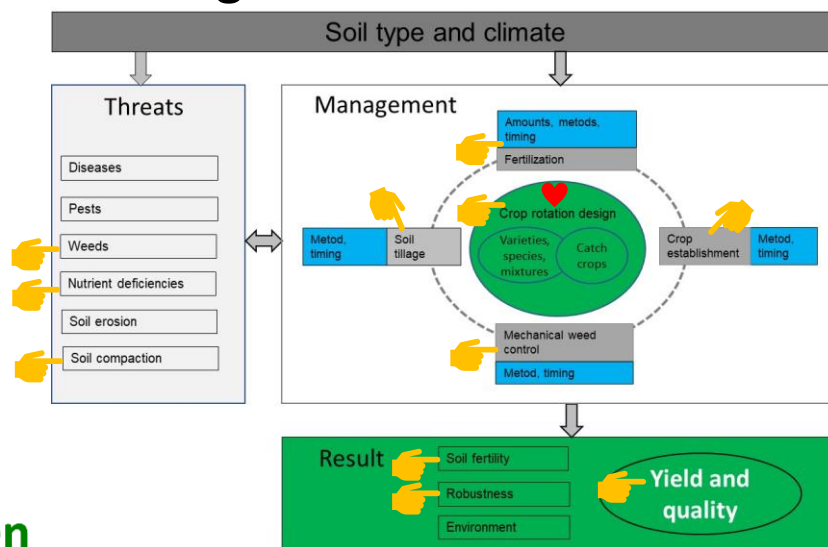 Soil type and climate
Threats
Diseases
Pests
Weeds
Nutrient deficiencies
Soil erosion
Soil compaction
Management
Amounts, metods,
timing
Fertilization
Metod,
timing
Soil
tillage
Crop rotation design
Varieties,
species,
mixtures
Catch
crops
Crop
establishment
Metod,
timing
Mechanical weed
control
Metod, timing
Result
Soil fertility
Robustness
Environment
Yield and
quality